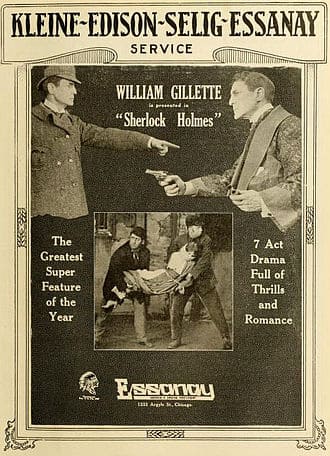 KLEINE-EDISON-SELIG-ESSANAY
SERVICE
WILLIAM GILLETTE
is presented in
"Sherlock Holmes"
The
Greatest
Super
Feature
of the
Year
7 Act
Drama
Full of
Thrills
and
Romance
Essanay
1333 Argyle St., Chicago